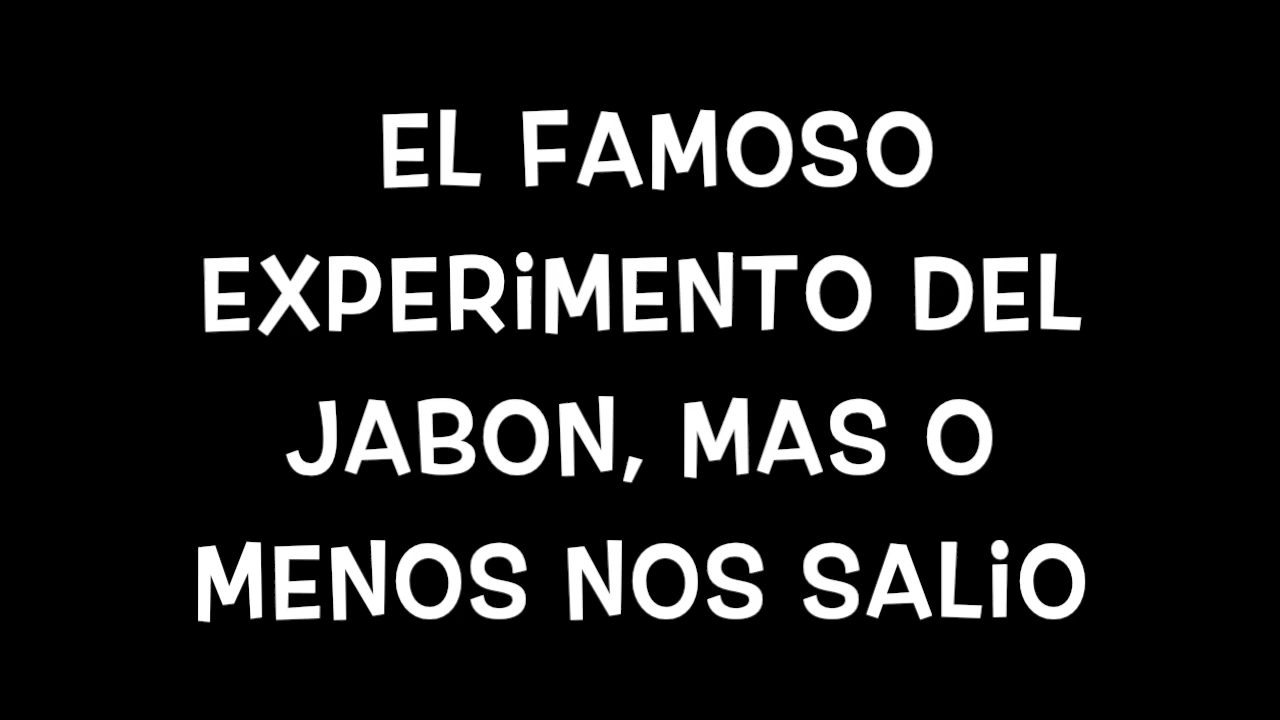 EL FAMOSO
EXPERiMENTO DEL
JABON, MAS O
MENOS NOS SALiO